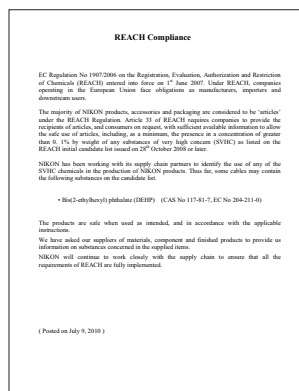 REACH Compliance
EC Regulation No 1907/2006 on the Registration, Evaluation, Authorization and Restriction
of Chemicals (REACH) entered into force on 1st June 2007. Under REACH, companies
operating in the European Union face obligations as manufacturers, importers and
downstream users.
The majority of NIKON products, accessories and packaging are considered to be 'articles'
under the REACH Regulation. Article 33 of REACH requires companies to provide the
recipients of articles, and consumers on request, with sufficient available information to allow
the safe use of articles, including, as a minimum, the presence in a concentration of greater
than 0. 1% by weight of any substances of very high concern (SVHC) as listed on the
REACH initial candidate list issued on 28th October 2008 or later.
NIKON has been working with its supply chain partners to identify the use of any of the
SVHC chemicals in the production of NIKON products. Thus far, some cables may contain
the following substances on the candidate list.
• Bis(2-ethylhexyl) phthalate (DEHP) (CAS No 117-81-7, EC No 204-211-0)
The products are safe when used as intended, and in accordance with the applicable
instructions.
We have asked our suppliers of materials, component and finished products to provide us
information on substances concerned in the supplied items.
NIKON will continue to work closely with the supply chain to ensure that all the
requirements of REACH are fully implemented.
( Posted on July 9, 2010 )